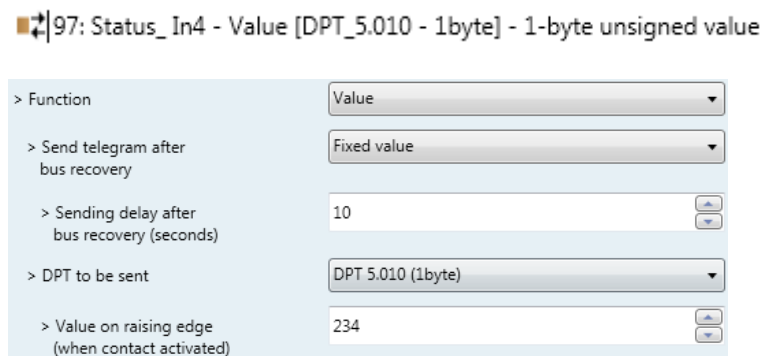 97: Status_ In4 - Value [DPT_5.010 - 1byte] - 1-byte unsigned value
> Function
Value
> Send telegram after
bus recovery
Fixed value
> Sending delay after
bus recovery (seconds)
10
> DPT to be sent
DPT 5.010 (1byte)
> Value on raising edge
(when contact activated)
234